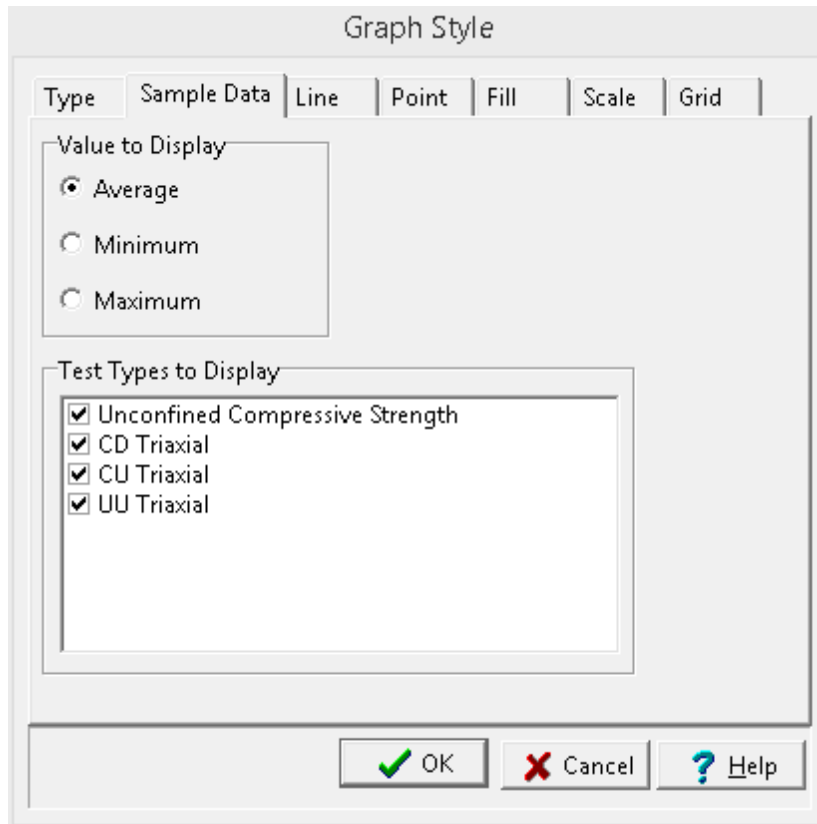 Graph Style
Type Sample Data Line Point Fill Scale Grid
Value to Display
Average
Minimum
Maximum
Test Types to Display
Unconfined Compressive Strength
CD Triaxial
CU Triaxial
UU Triaxial
OK Cancel Help